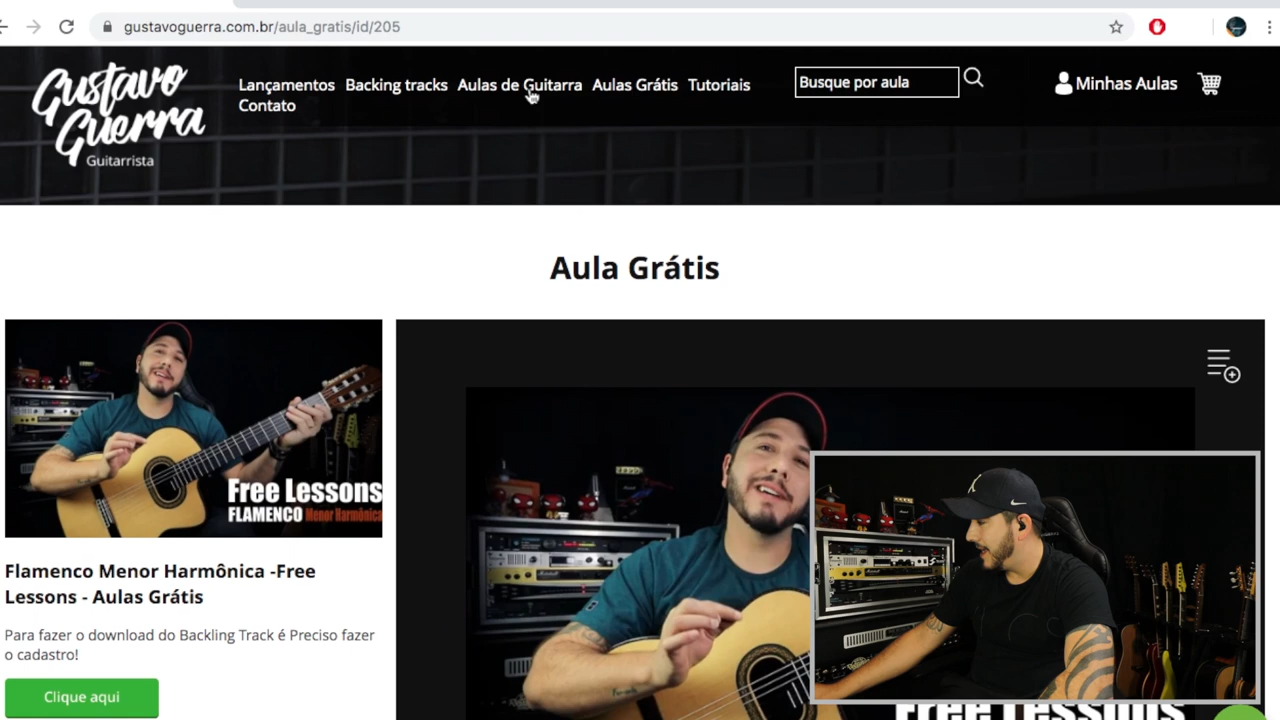 gustavoguerra.com.br/aula_gratis/id/205
Gustavo
Guerra
Guitarrista
Lançamentos Backing tracks Aulas de Guitarra Aulas Grátis Tutoriais
Contato
Busque por aula
Minhas Aulas
Aula Grátis
Free Lessons
FLAMENCO Menor Harmônica
Flamenco Menor Harmônica -Free
Lessons - Aulas Grátis
Para fazer o download do Backling Track é Preciso fazer
o cadastro!
Clique aqui
Free Lessons